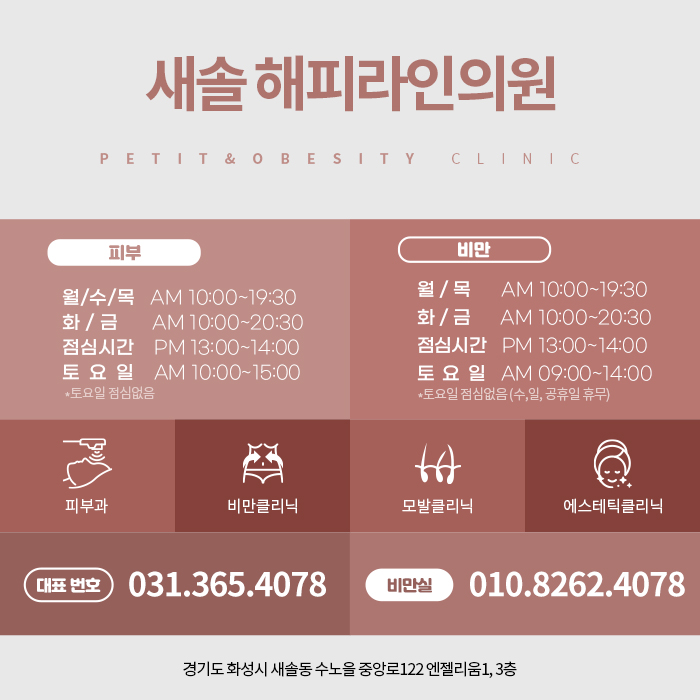 새솔 해피라인의원
PETIT&OBESITY CLINIC
피부
월/수/목 AM 10:00~19:30
화 / 금 AM 10:00~20:30
점심시간 PM 13:00~14:00
토 요 일 AM 10:00~15:00
*토요일 점심없음
비만
월 / 목 AM 10:00~19:30
화 / 금 AM 10:00~20:30
점심시간 PM 13:00~14:00
토 요 일 AM 09:00~14:00
*토요일 점심없음 (수,일, 공휴일 휴무)
피부과
비만클리닉
모발클리닉
에스테틱클리닉
대표 번호 031.365.4078
비만실 010.8262.4078
경기도 화성시 새솔동 수노을 중앙로122 엔젤리움1, 3층